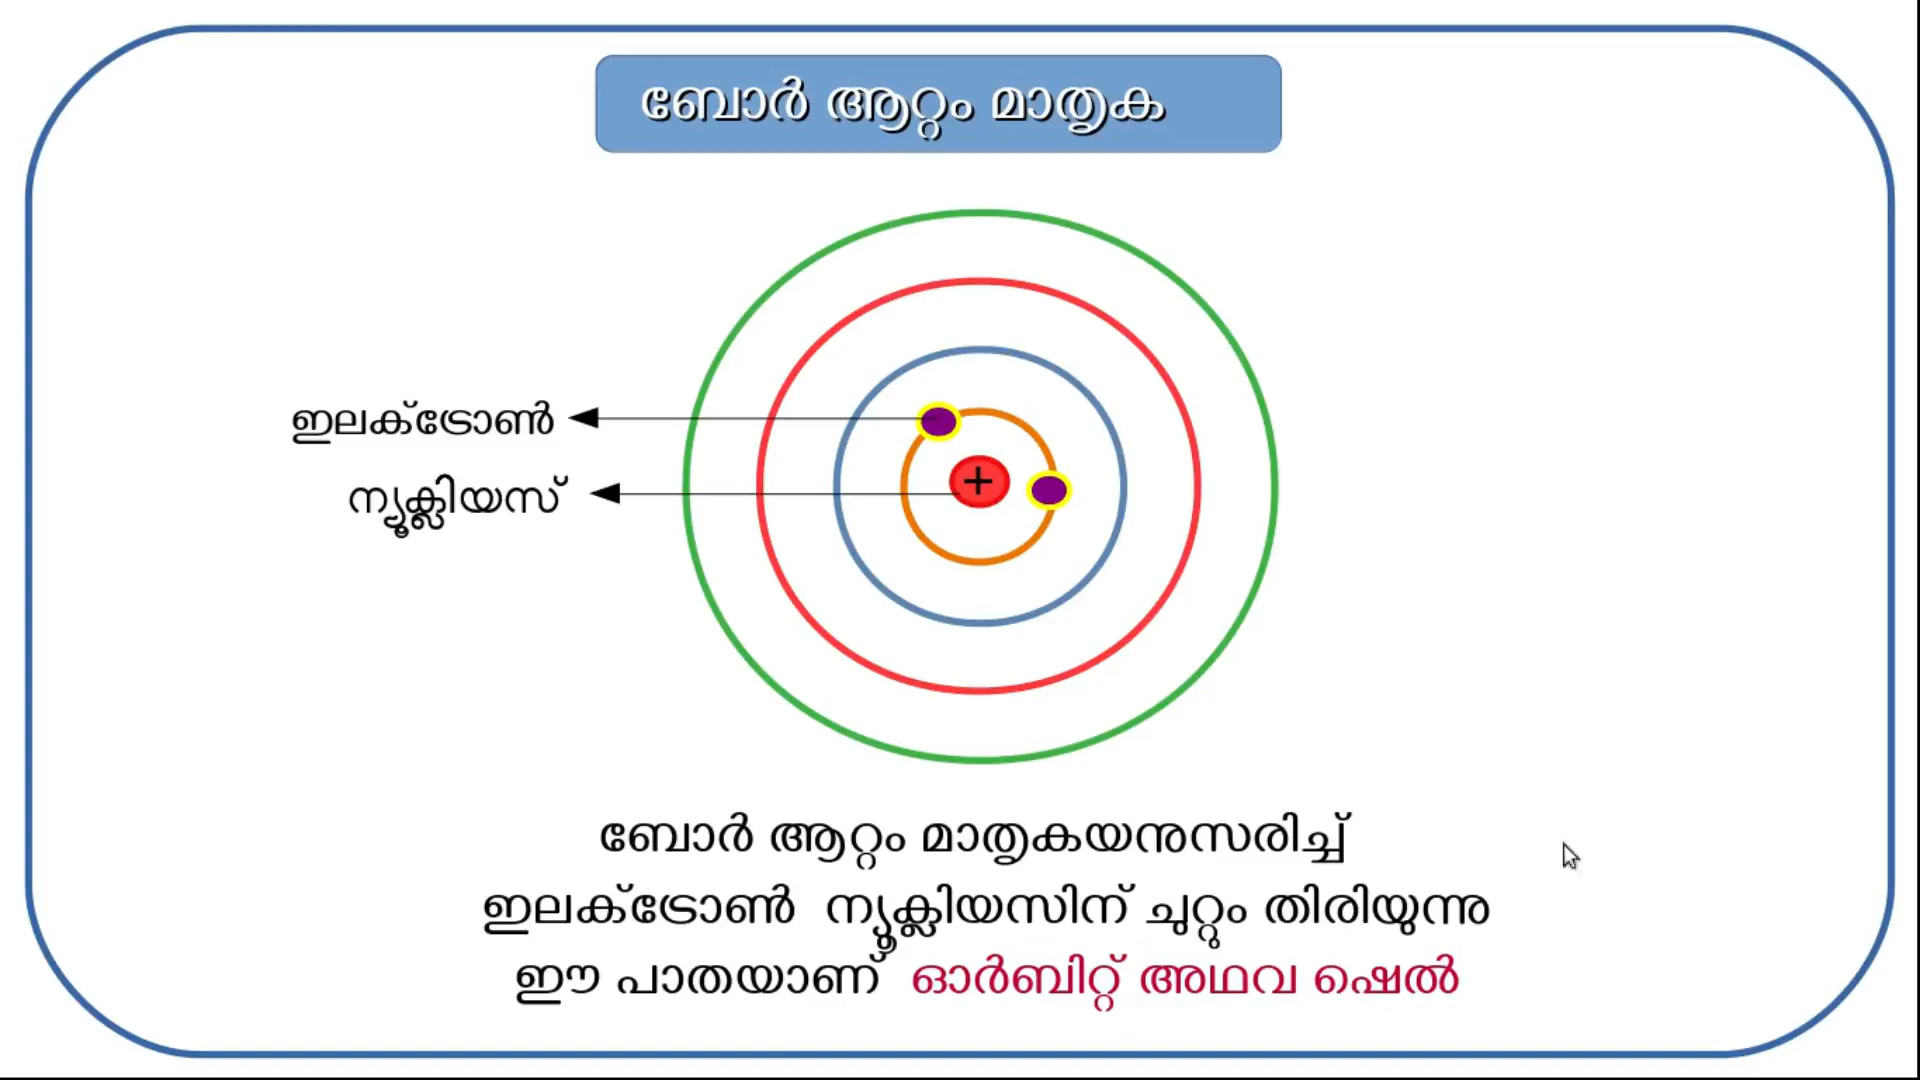 ബോർ ആറ്റം മാതൃക
ഇലക്ട്രോൺ
+
ന്യൂക്ലിയസ്
ബോർ ആറ്റം മാതൃകയനുസരിച്ച്
ഇലക്ട്രോൺ ന്യൂക്ലിയസിന് ചുറ്റും തിരിയുന്നു
ഈ പാതയാണ് ഓർബിറ്റ് അഥവ ഷെൽ